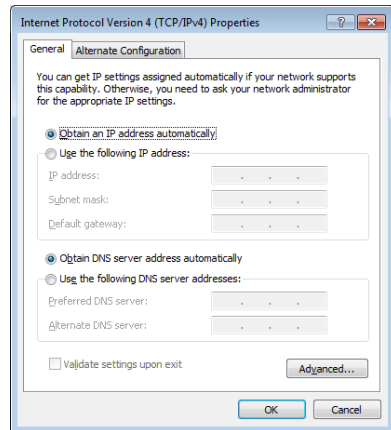 Internet Protocol Version 4 (TCP/IPv4) Properties
General
Alternate Configuration
You can get IP settings assigned automatically if your network supports
this capability. Otherwise, you need to ask your network administrator
for the appropriate IP settings.
Obtain an IP address automatically
Use the following IP address:
IP address:
Subnet mask:
Default gateway:
Obtain DNS server address automatically
Use the following DNS server addresses:
Preferred DNS server:
Alternate DNS server:
Validate settings upon exit
Advanced...
OK
Cancel